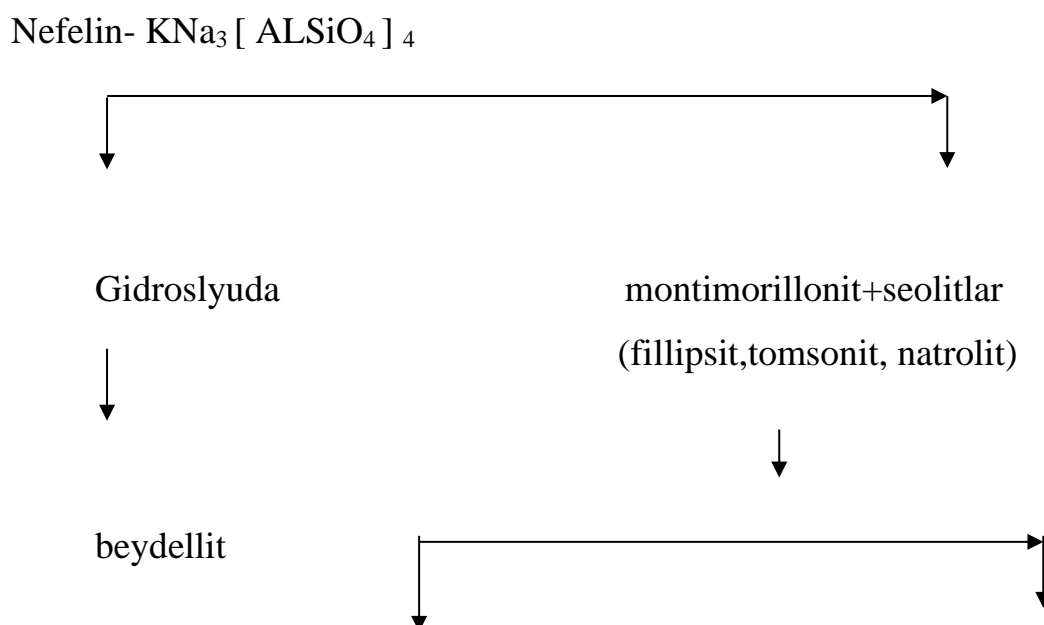 Nefelin- KNa₃ [ ALSiO₄ ] ₄
Gidroslyuda montimorillonit+seolitlar
(fillipsit,tomsonit, natrolit)
beydellit